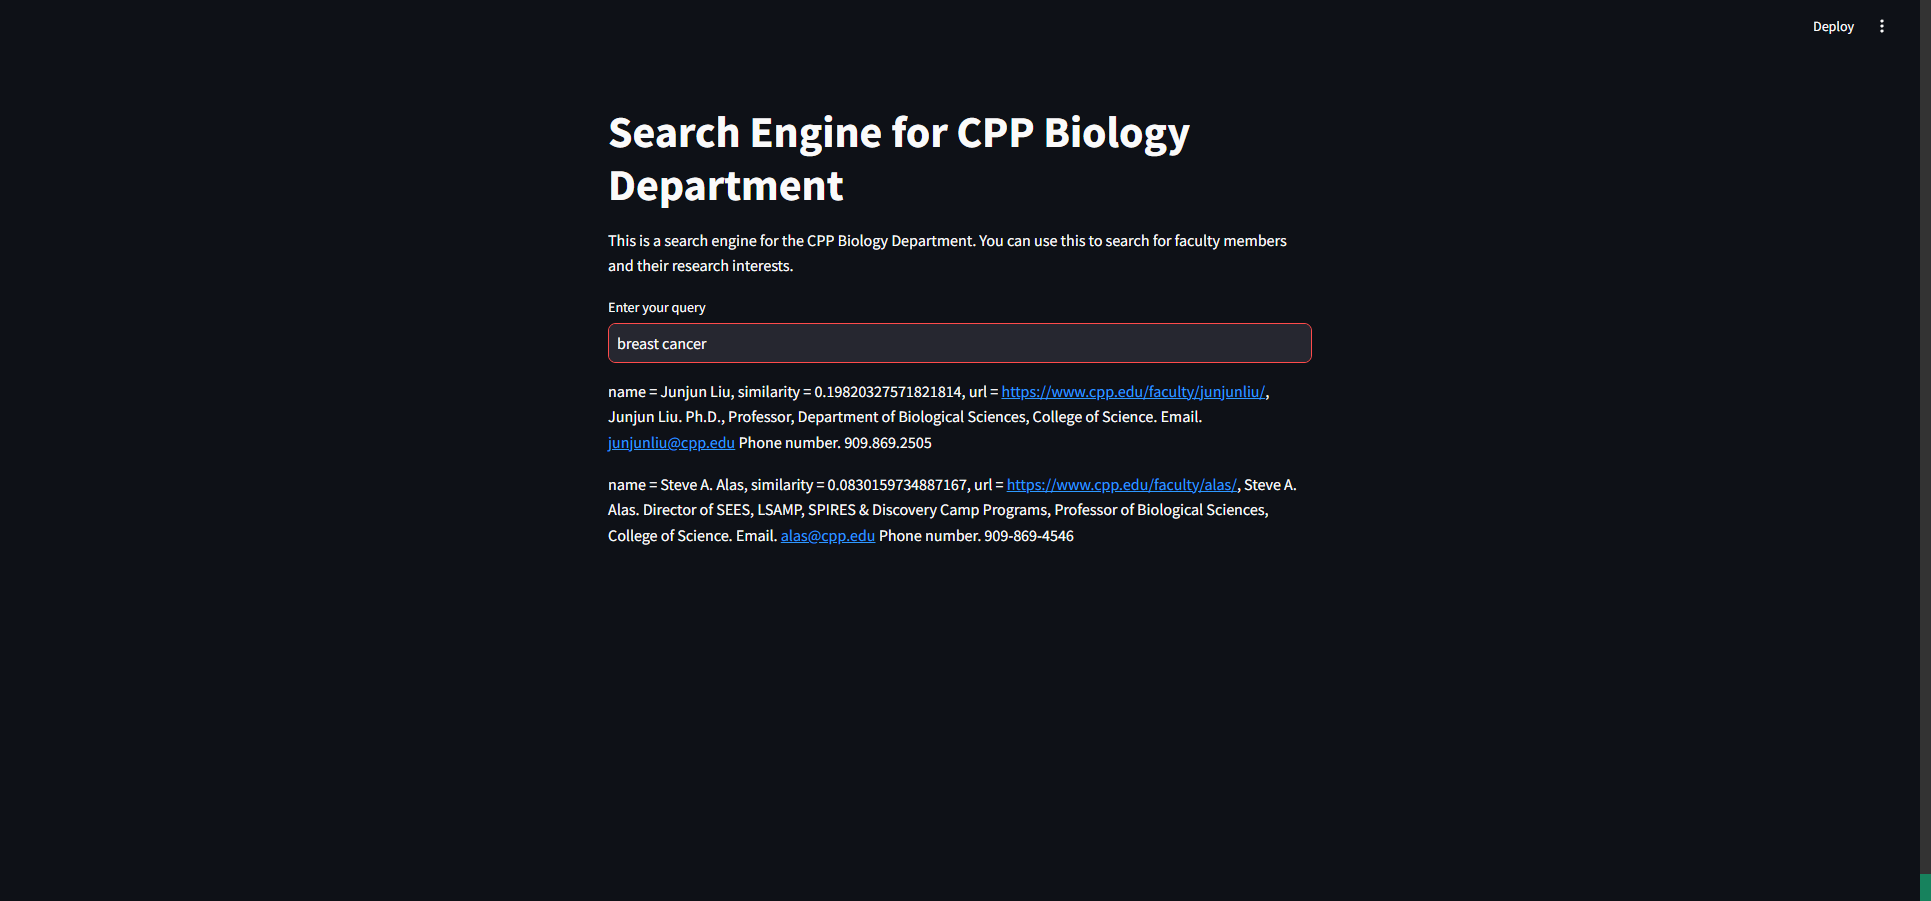 Deploy
Search Engine for CPP Biology
Department
This is a search engine for the CPP Biology Department. You can use this to search for faculty members
and their research interests.
Enter your query
breast cancer
name = Junjun Liu, similarity = 0.19820327571821814, url = https://www.cpp.edu/faculty/junjunliu/,
Junjun Liu. Ph.D., Professor, Department of Biological Sciences, College of Science. Email.
junjunliu@cpp.edu Phone number. 909.869.2505
name = Steve A. Alas, similarity = 0.0830159734887167, url = https://www.cpp.edu/faculty/alas/, Steve A.
Alas. Director of SEES, LSAMP, SPIRES & Discovery Camp Programs, Professor of Biological Sciences,
College of Science. Email. alas@cpp.edu Phone number. 909-869-4546